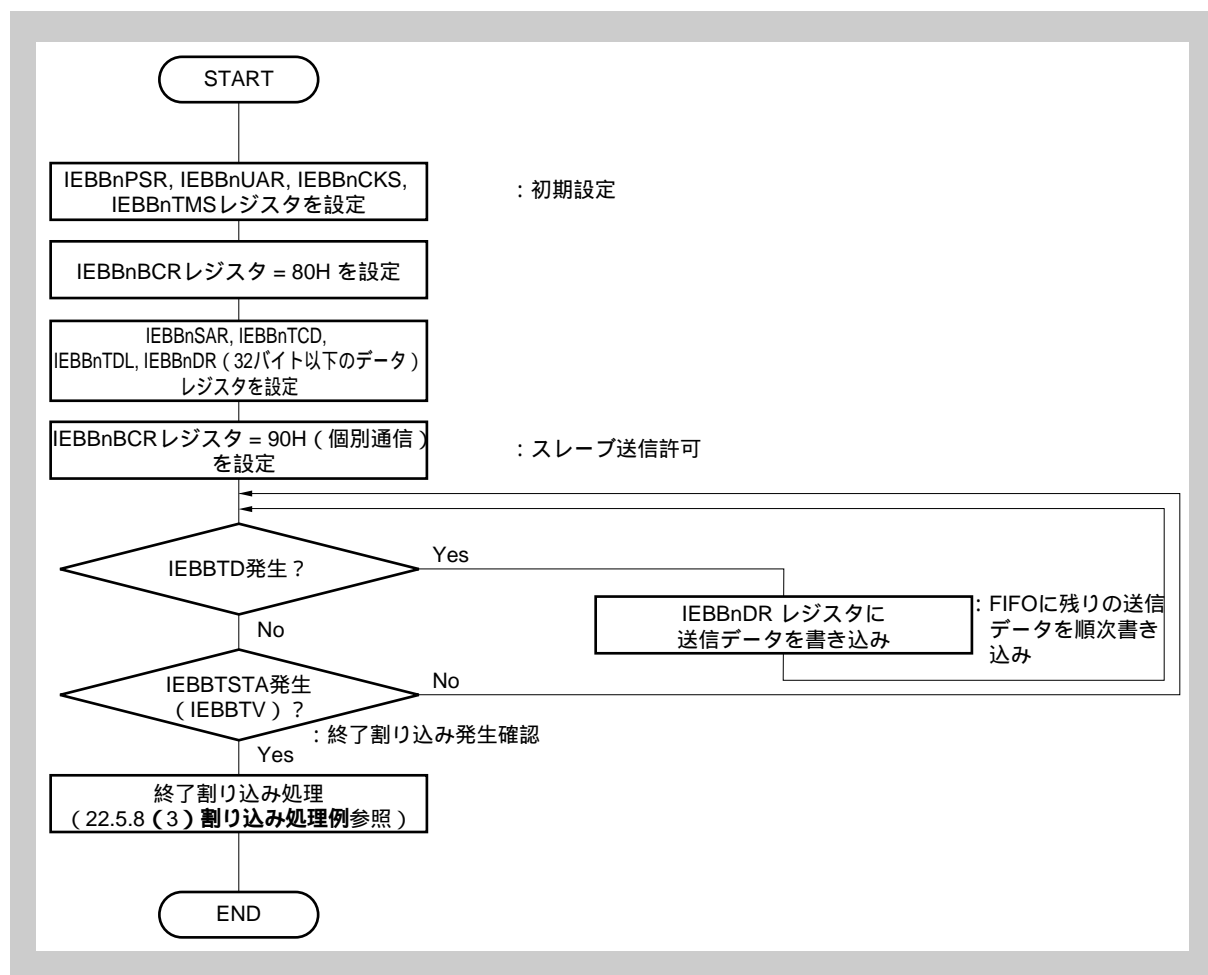 START
IEBBnPSR, IEBBnUAR, IEBBnCKS,
IEBBnTMSレジスタを設定
：初期設定
IEBBnBCRレジスタ = 80H を設定
IEBBnSAR, IEBBnTCD,
IEBBnTDL, IEBBnDR（32バイト以下のデータ）
レジスタを設定
IEBBnBCRレジスタ = 90H（個別通信）
を設定
：スレーブ送信許可
IEBBTD発生？
Yes
No
IEBBnDR レジスタに
送信データを書き込み
：FIFOに残りの送信
データを順次書き
込み
IEBBTSTA発生
（IEBBTV）？
No
：終了割り込み発生確認
Yes
終了割り込み処理
（22.5.8（3）割り込み処理例参照）
END